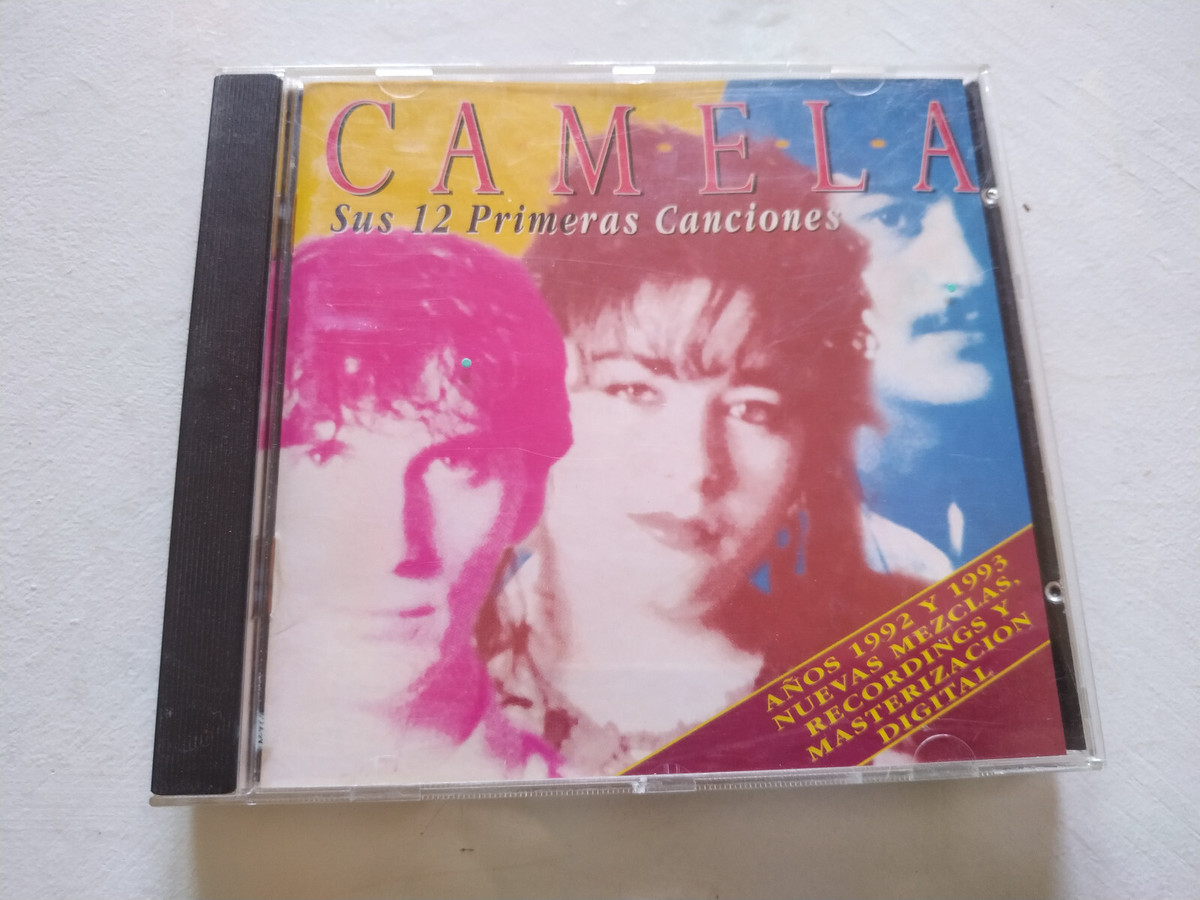 CAMELA
Sus 12 Primeras Canciones
AÑOS 1992 Y 1993
NUEVAS MEZCLAS,
RECORDINGS Y
MASTERIZACION
DIGITAL